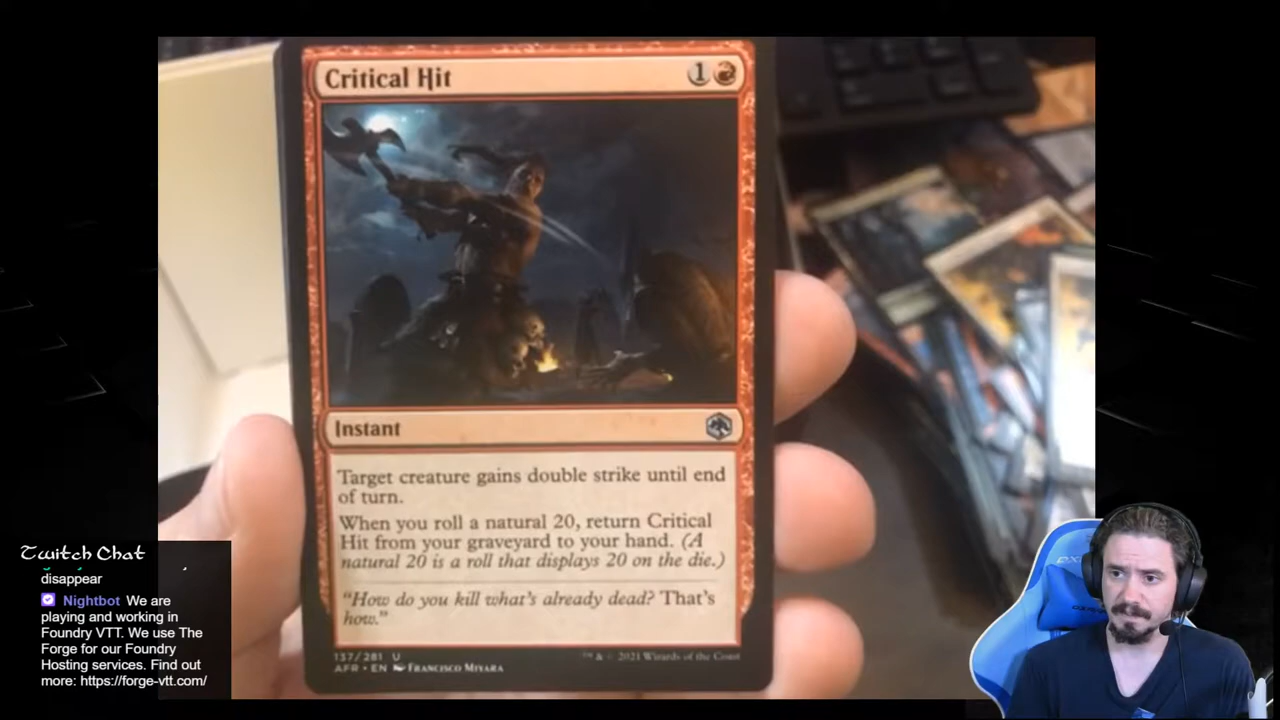 Critical Hit
1
Instant
Target creature gains double strike until end
of turn.
When you roll a natural 20, return Critical
Hit from your graveyard to your hand. (A
natural 20 is a roll that displays 20 on the die.)
"How do you kill what's already dead? That's
how."
137/281 U
™ & © 2021 Wizards of the Coast
AFR • EN Francisco Miyara
Twitch Chat
disappear
Nightbot We are
playing and working in
Foundry VTT. We use The
Forge for our Foundry
Hosting services. Find out
more: https://forge-vtt.com/